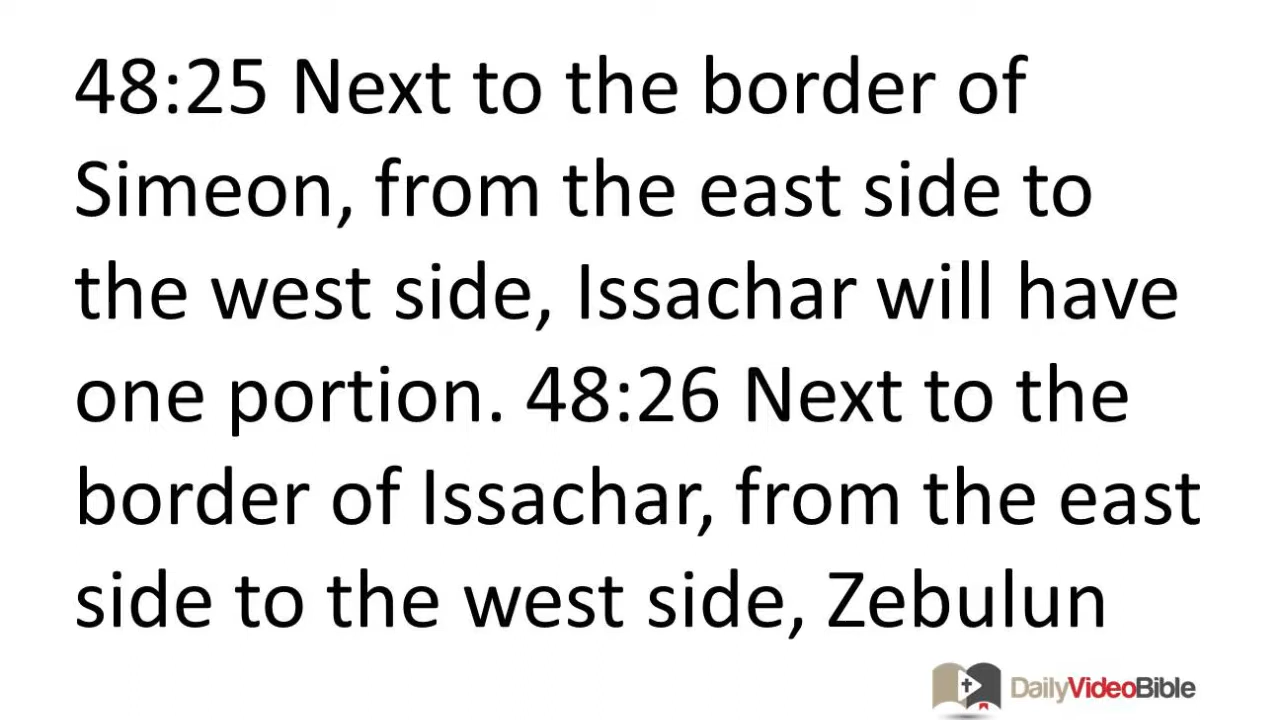 48:25 Next to the border of
Simeon, from the east side to
the west side, Issachar will have
one portion. 48:26 Next to the
border of Issachar, from the east
side to the west side, Zebulun
DailyVideoBible